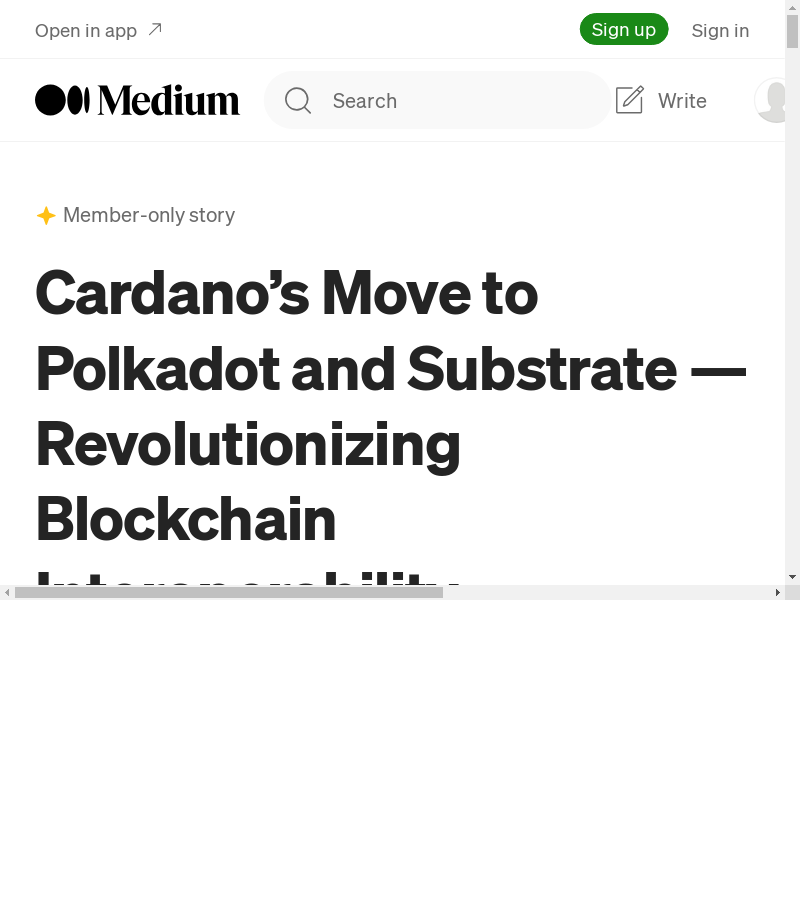 Open in app
Sign up
Sign in
Medium
Search
Write
Member-only story
Cardano’s Move to
Polkadot and Substrate —
Revolutionizing
Blockchain
Interoperability